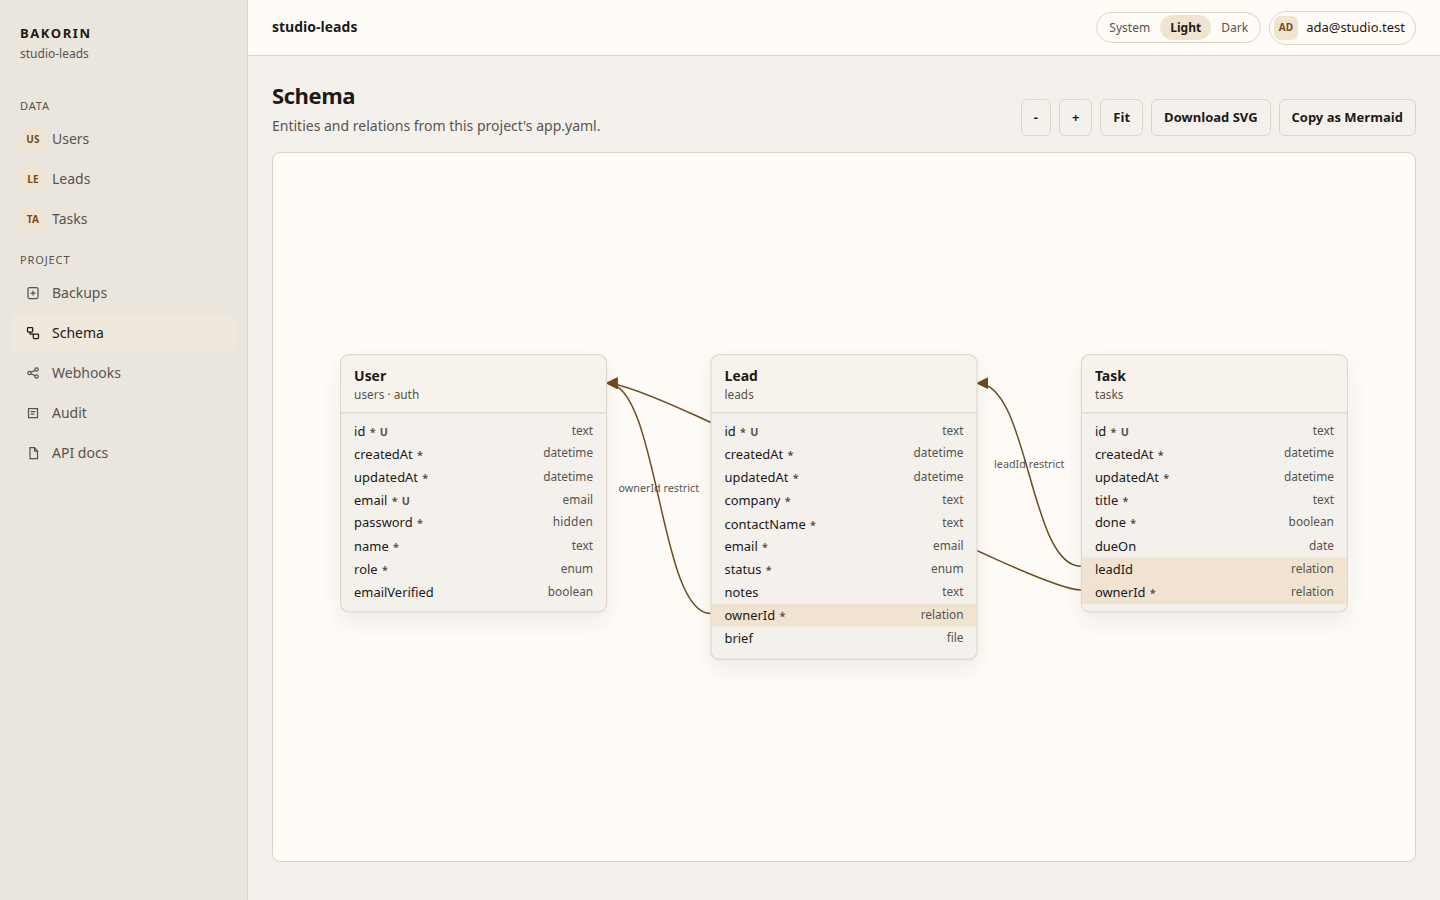 BAKORIN
studio-leads
DATA
US Users
LE Leads
TA Tasks
PROJECT
Backups
Schema
Webhooks
Audit
API docs
studio-leads
System Light Dark
AD ada@studio.test
Schema
Entities and relations from this project's app.yaml.
- + Fit Download SVG Copy as Mermaid
User
users · auth
id * U text
createdAt * datetime
updatedAt * datetime
email * U email
password * hidden
name * text
role * enum
emailVerified boolean
ownerId restrict
Lead
leads
id * U text
createdAt * datetime
updatedAt * datetime
company * text
contactName * text
email * email
status * enum
notes text
ownerId * relation
brief file
leadId restrict
Task
tasks
id * U text
createdAt * datetime
updatedAt * datetime
title * text
done * boolean
dueOn date
leadId relation
ownerId * relation